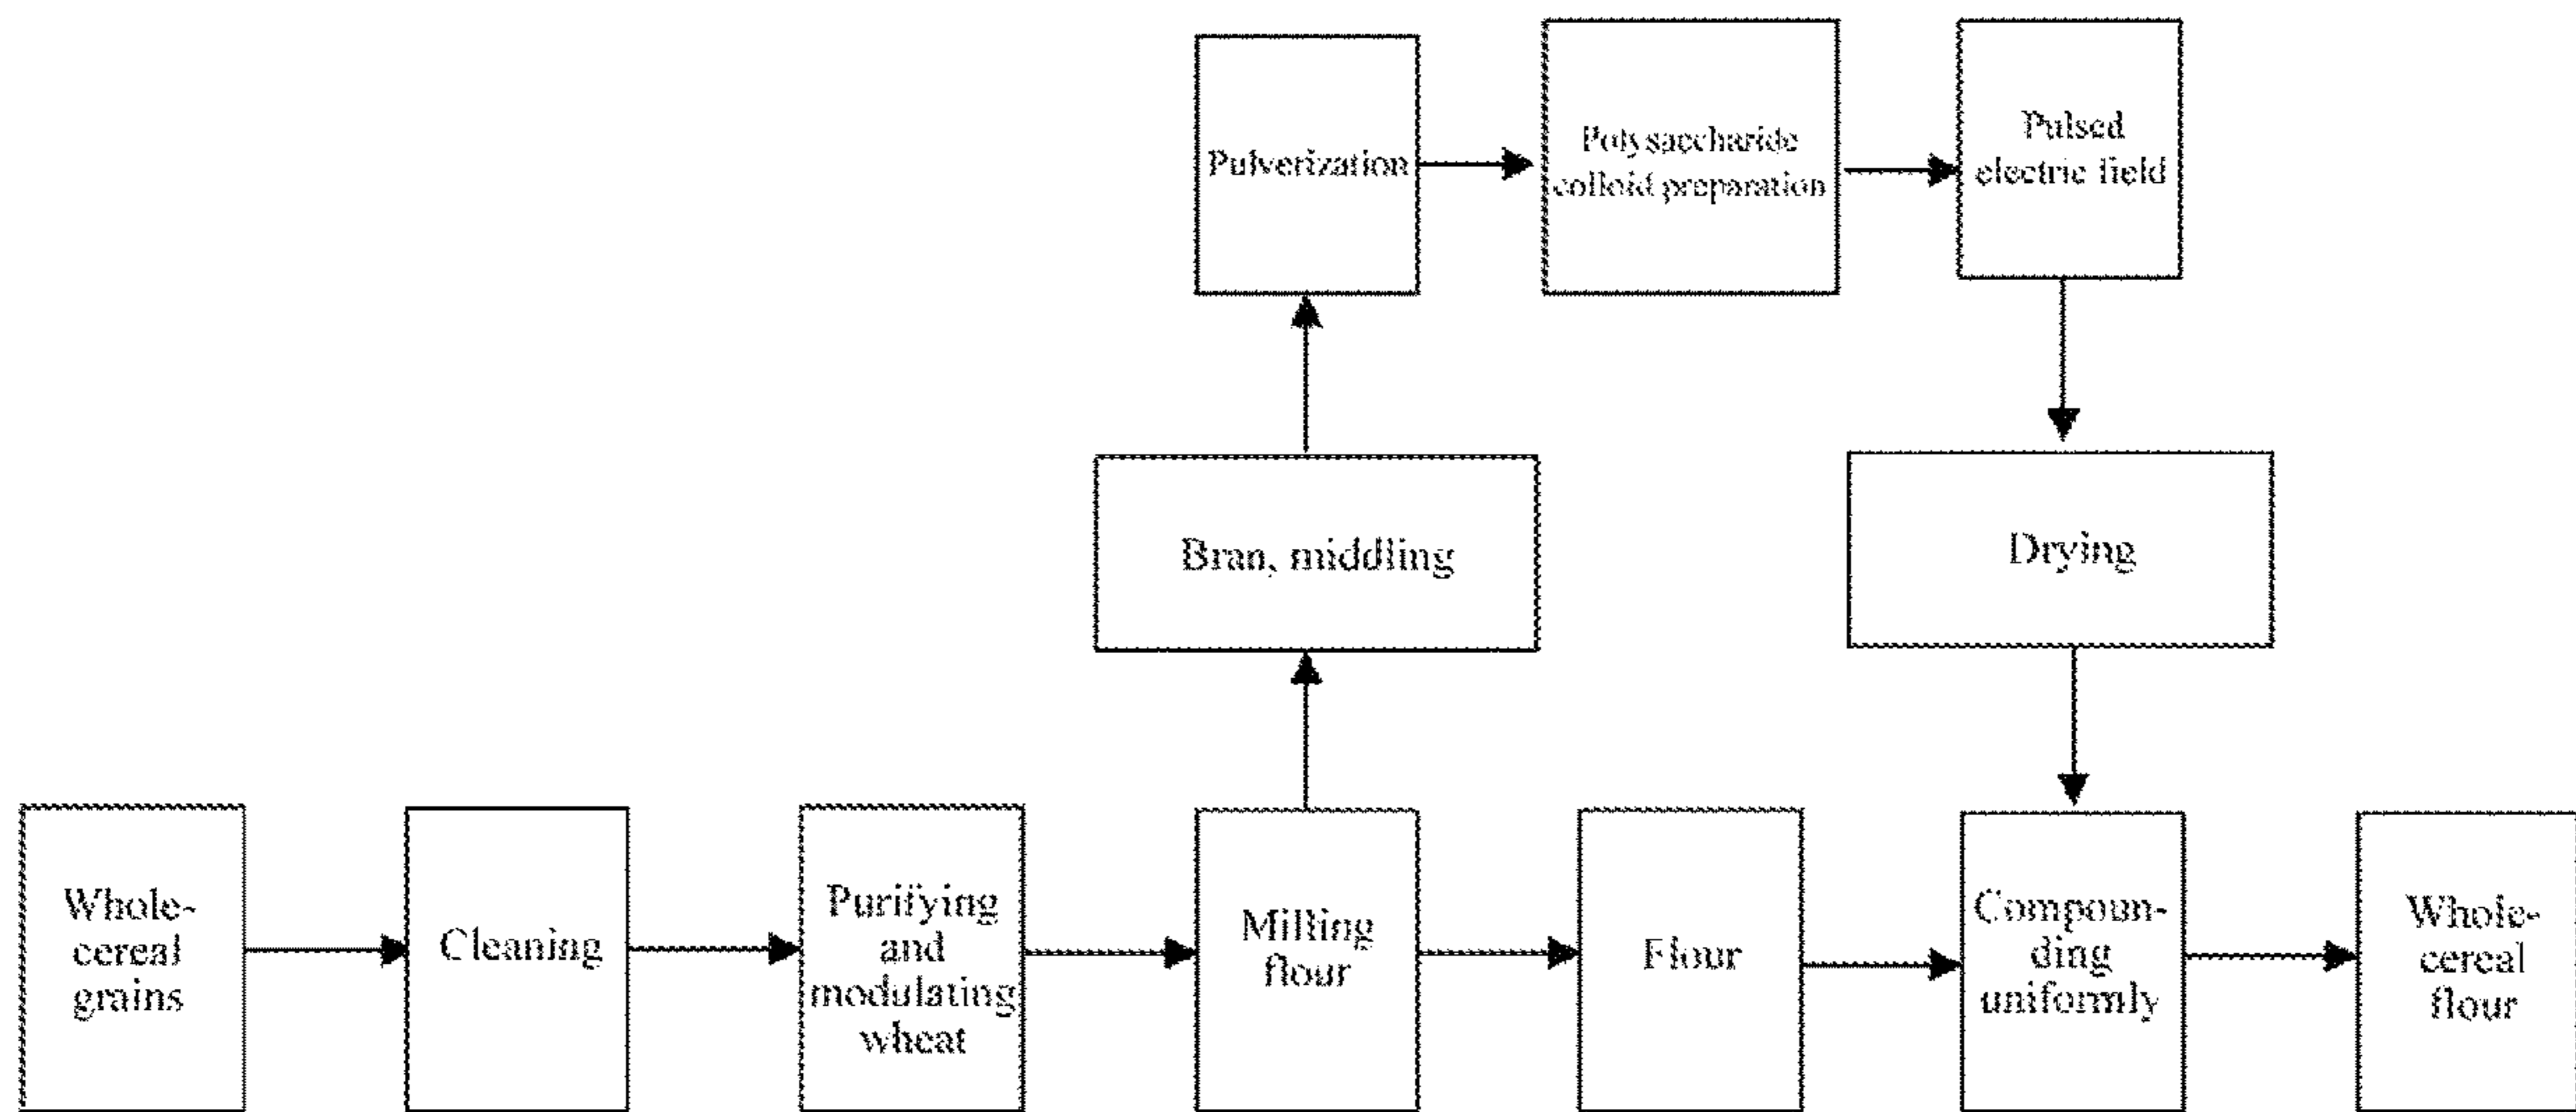 Pulverization
Polysaccharide
colloid preparation
Pulsed
electric field
Bran, middling
Drying
Whole-
cereal
grains
Cleaning
Purifying
and
modulating
wheat
Milling
flour
Flour
Compoun-
ding
uniformly
Whole-
cereal
flour